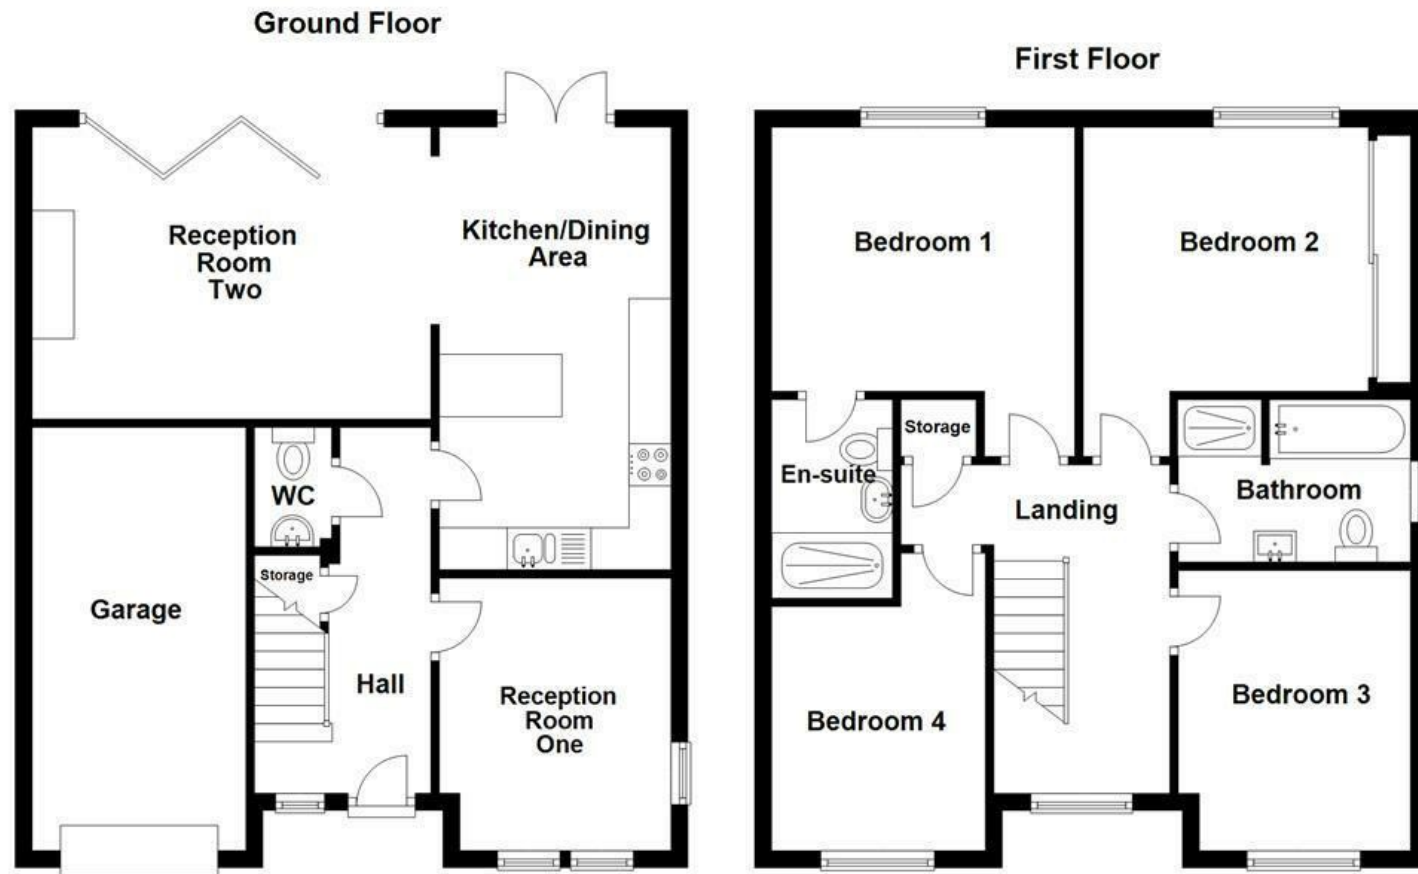 Ground Floor
Reception
Room
Two
Kitchen/Dining
Area
WC
Storage
Garage
Hall
Reception
Room
One
First Floor
Bedroom 1
Bedroom 2
Storage
En-suite
Landing
Bathroom
Bedroom 4
Bedroom 3